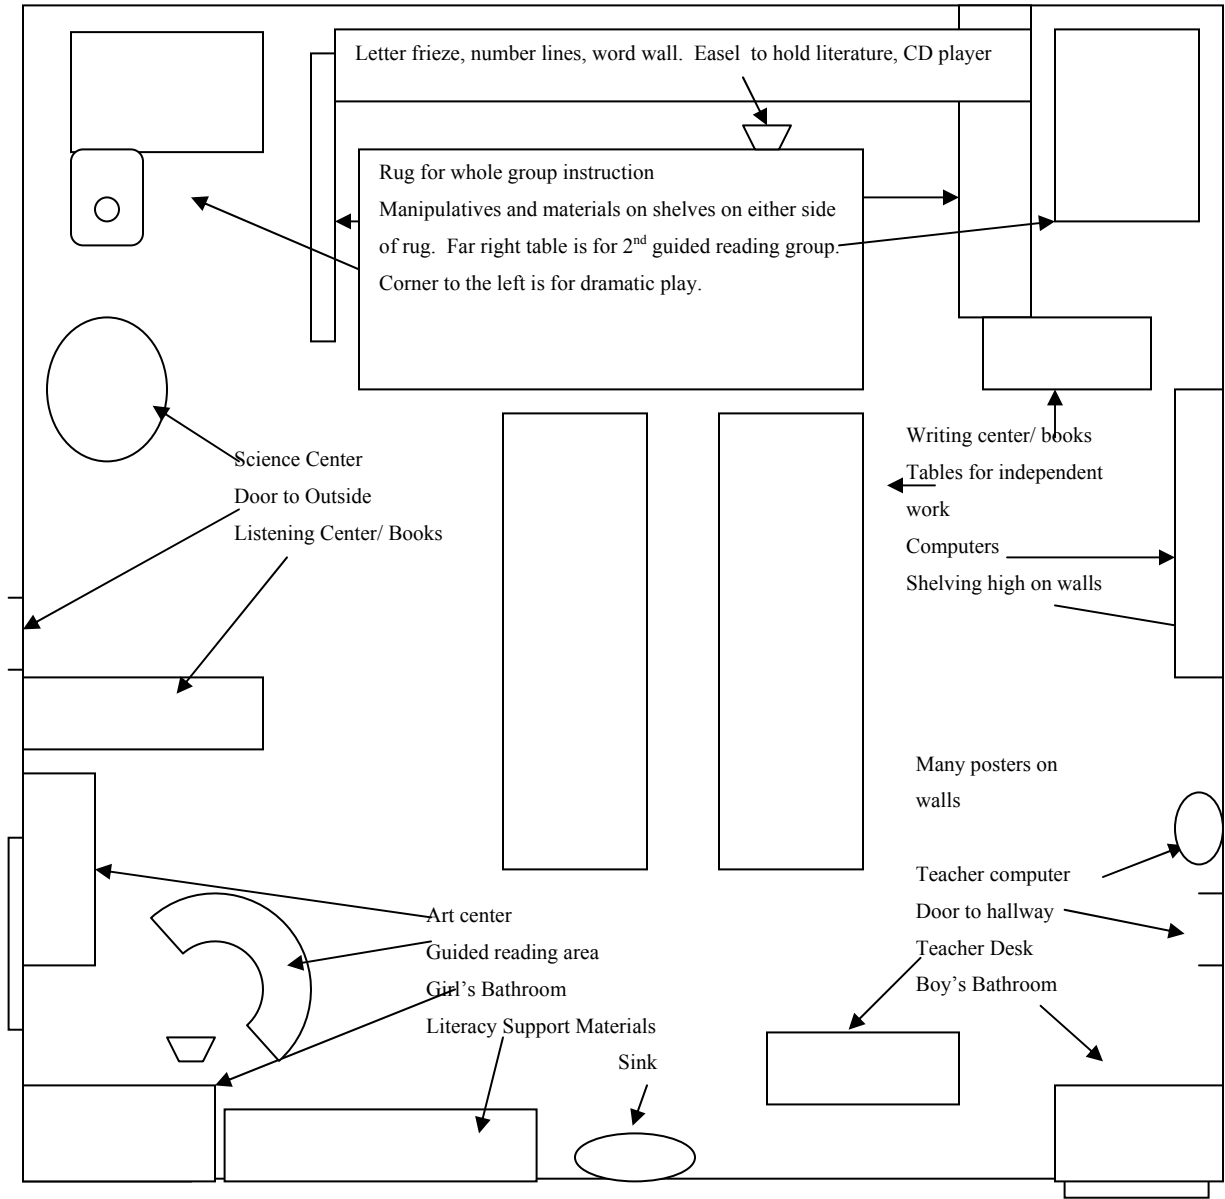 Letter frieze, number lines, word wall.  Easel  to hold literature, CD player
Rug for whole group instruction
Manipulatives and materials on shelves on either side
of rug.  Far right table is for 2nd guided reading group.
Corner to the left is for dramatic play.
Science Center
Door to Outside
Listening Center/ Books
Writing center/ books
Tables for independent
work
Computers
Shelving high on walls
Many posters on
walls
Teacher computer
Door to hallway
Teacher Desk
Boy’s Bathroom
Art center
Guided reading area
Girl’s Bathroom
Literacy Support Materials
Sink